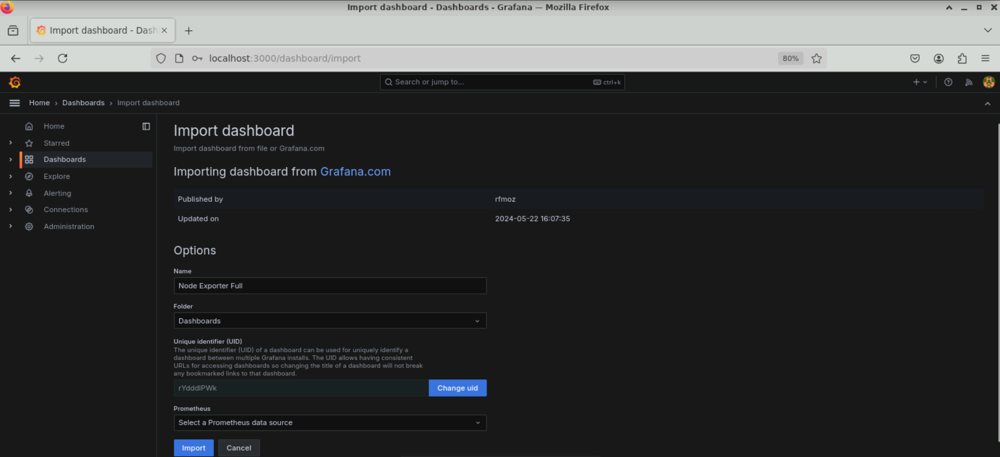 Import dashboard - Dashboards - Grafana — Mozilla Firefox
Import dashboard - Dash
localhost:3000/dashboard/import
80%
Search or jump to...
ctrl+k
Home › Dashboards › Import dashboard
Home
Starred
Dashboards
Explore
Alerting
Connections
Administration
Import dashboard
Import dashboard from file or Grafana.com
Importing dashboard from Grafana.com
Published by rfmoz
Updated on 2024-05-22 16:07:35
Options
Name
Node Exporter Full
Folder
Dashboards
Unique identifier (UID)
The unique identifier (UID) of a dashboard can be used for uniquely identify a
dashboard between multiple Grafana installs. The UID allows having consistent
URLs for accessing dashboards so changing the title of a dashboard will not break
any bookmarked links to that dashboard.
rYdddlPWk
Change uid
Prometheus
Select a Prometheus data source
Import
Cancel